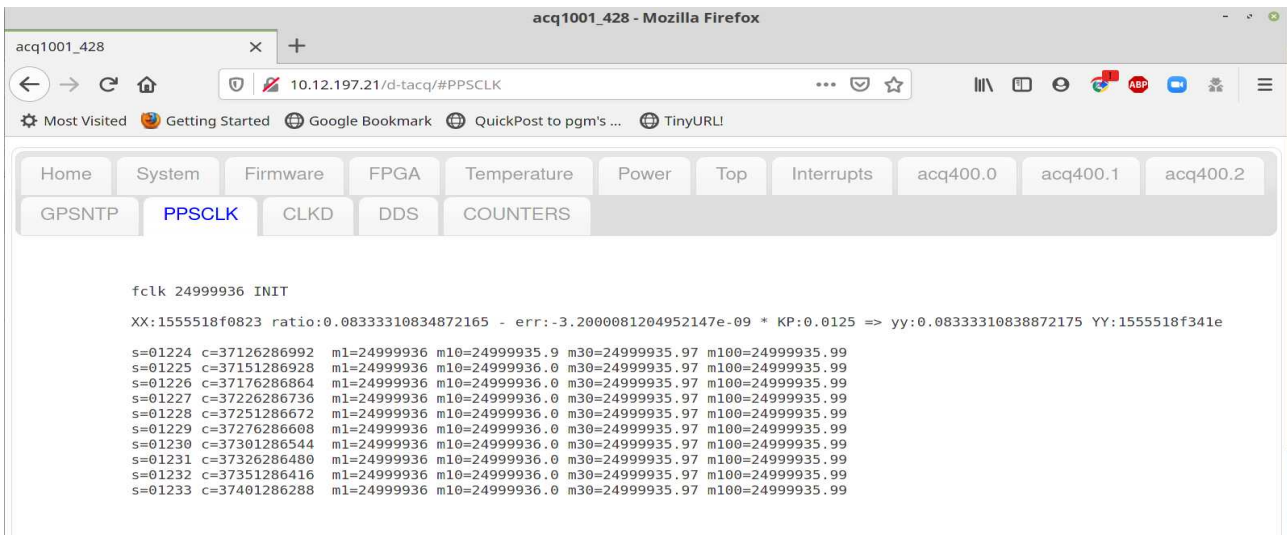 acq1001_428 - Mozilla Firefox
acq1001_428
10.12.197.21/d-tacq/#PPSCLK
ABP
Most Visited Getting Started Google Bookmark QuickPost to pgm's ... TinyURL!
Home System Firmware FPGA Temperature Power Top Interrupts acq400.0 acq400.1 acq400.2
GPSNTP PPSCLK CLKD DDS COUNTERS
fclk 24999936 INIT
XX:1555518f0823 ratio:0.08333310834872165 - err:-3.2000081204952147e-09 * KP:0.0125 => yy:0.08333310838872175 YY:1555518f341e
s=01224 c=37126286992 m1=24999936 m10=24999935.9 m30=24999935.97 m100=24999935.99
s=01225 c=37151286928 m1=24999936 m10=24999936.0 m30=24999935.97 m100=24999935.99
s=01226 c=37176286864 m1=24999936 m10=24999936.0 m30=24999935.97 m100=24999935.99
s=01227 c=37226286736 m1=24999936 m10=24999936.0 m30=24999935.97 m100=24999935.99
s=01228 c=37251286672 m1=24999936 m10=24999936.0 m30=24999935.97 m100=24999935.99
s=01229 c=37276286608 m1=24999936 m10=24999936.0 m30=24999935.97 m100=24999935.99
s=01230 c=37301286544 m1=24999936 m10=24999936.0 m30=24999935.97 m100=24999935.99
s=01231 c=37326286480 m1=24999936 m10=24999936.0 m30=24999935.97 m100=24999935.99
s=01232 c=37351286416 m1=24999936 m10=24999936.0 m30=24999935.97 m100=24999935.99
s=01233 c=37401286288 m1=24999936 m10=24999936.0 m30=24999935.97 m100=24999935.99